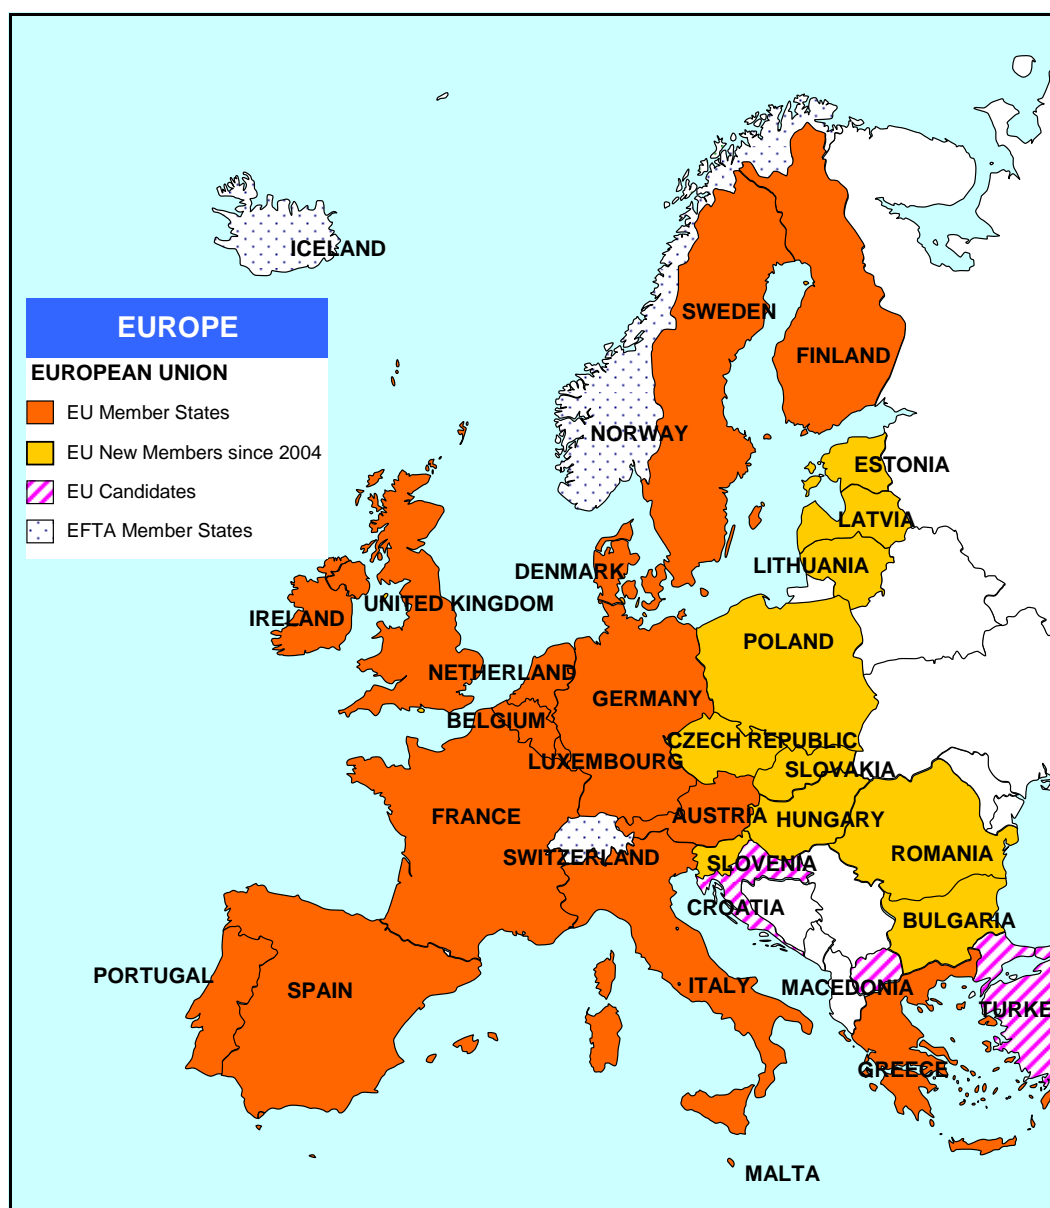 ICELAND
EUROPE
SWEDEN
EUROPEAN UNION
FINLAND
EU Member States
NORWAY
EU New Members since 2004
ESTONIA
EU Candidates
LATVIA
EFTA Member States
LITHUANIA
DENMARK
UNITED KINGDOM
IRELAND
POLAND
NETHERLAND
GERMANY
BELGIUM
CZECH REPUBLIC
LUXEMBOURG
SLOVAKIA
FRANCE
AUSTRIA
HUNGARY
SWITZERLAND
SLOVENIA
ROMANIA
CROATIA
BULGARIA
PORTUGAL
SPAIN
ITALY
MACEDONIA
TURKE
GREECE
MALTA